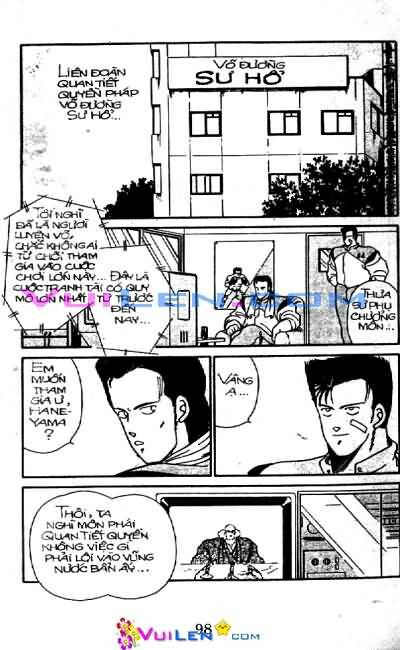 LIÊN ĐOÀN
QUAN TIẾT
QUYỀN PHÁP
VÕ ĐƯỜNG
SƯ HỔ...
VÕ ĐƯỜNG
SƯ HỔ
TÔI NGHĨ
ĐÃ LÀ NGƯỜI
LUYỆN VÕ,
CHẮC KHÔNG AI
TỪ CHỐI THAM
GIA VÀO CUỘC
CHƠI LỚN NÀY... ĐÂY LÀ
CUỘC TRANH TÀI CÓ QUY
MÔ LỚN NHẤT TỪ TRƯỚC
ĐẾN
NAY...
THƯA
SƯ PHỤ
CHƯỞNG
MÔN...
VUILEN.COM
EM
MUỐN
THAM
GIA Ư,
HANE-
YAMA
?
VÂNG
Ạ...
THÔI, TA
NGHĨ MÔN PHÁI
QUAN TIẾT QUYỀN
KHÔNG VIỆC GÌ
PHẢI LỘI VÀO VŨNG
NƯỚC BẨN ẤY...
98
VUILEN.COM